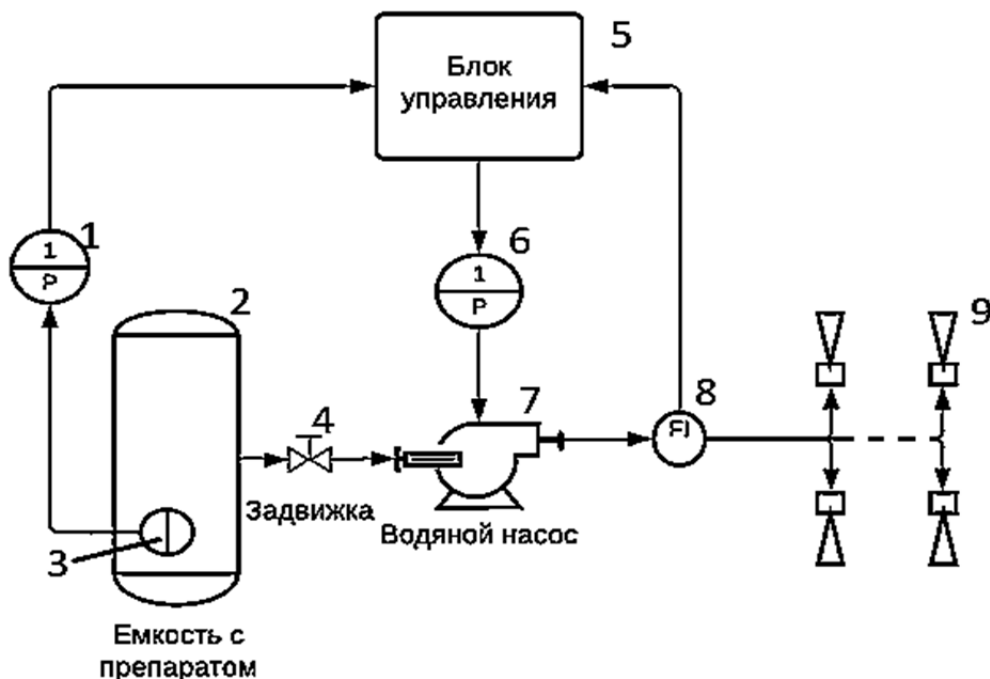 5
Блок
управления
1
1
P
6
1
P
2
9
7
8
4
FI
Задвижка
Водяной насос
3
Емкость с
препаратом